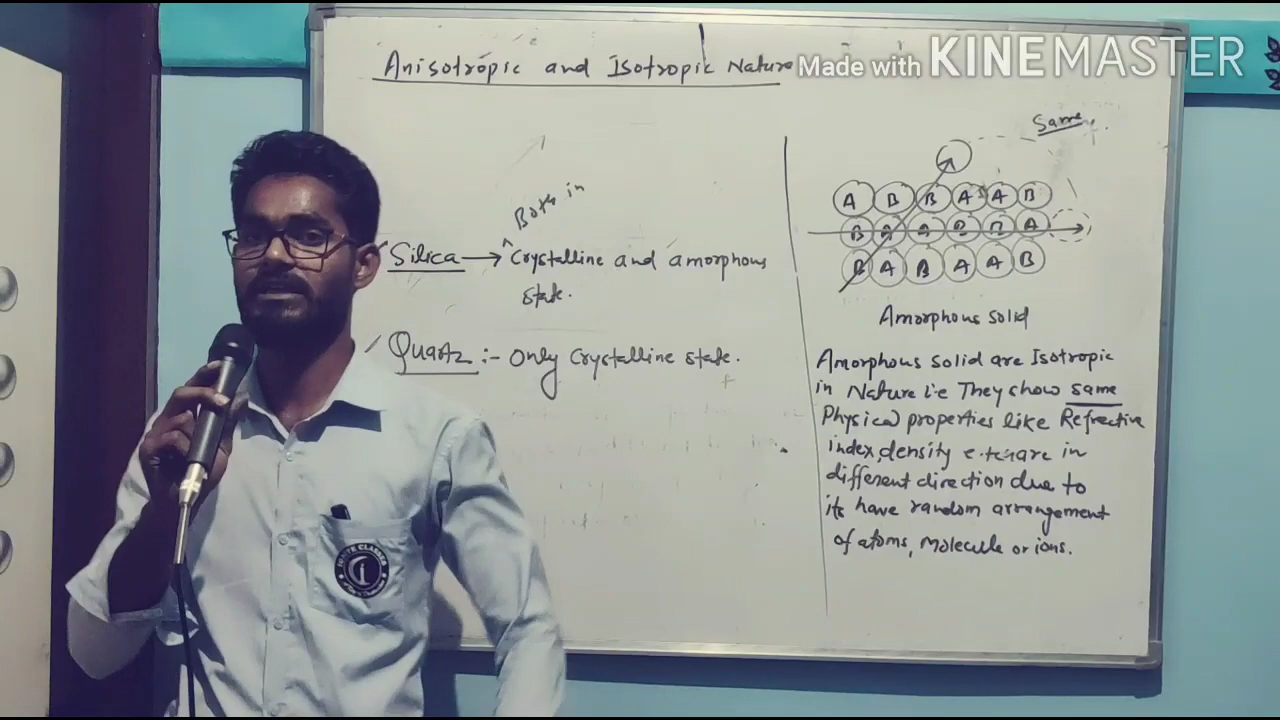 Anisotropic and Isotropic Nature
Made with KINEMASTER
Both in
Silica → Crystalline and amorphous
state.
Quartz :- Only Crystalline state.
Same
A B B A A B
B A
B A B A A B
Amorphous solid
Amorphous solid are Isotropic
in Nature i.e They show same
Physical properties like Refractive
index, density are in
different direction due to
its have random arrangement
of atoms, molecule or ions.